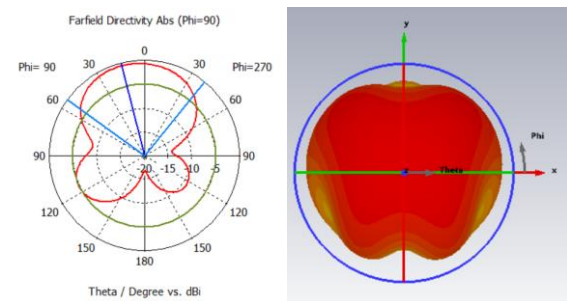 Farfield Directivity Abs (Phi=90)
Phi= 90 30 0 30 Phi=270
60 60
90 -20 -15 -10 -5 90
120 120
150 150
180
Theta / Degree vs. dBi
y
Phi
z Theta x